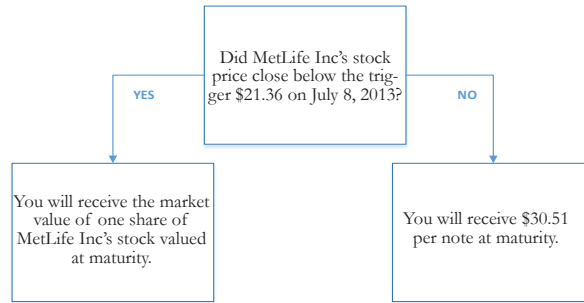 Did MetLife Inc's stock
price close below the trig-
ger $21.36 on July 8, 2013?
YES
NO
You will receive the market
value of one share of
MetLife Inc's stock valued
at maturity.
You will receive $30.51
per note at maturity.